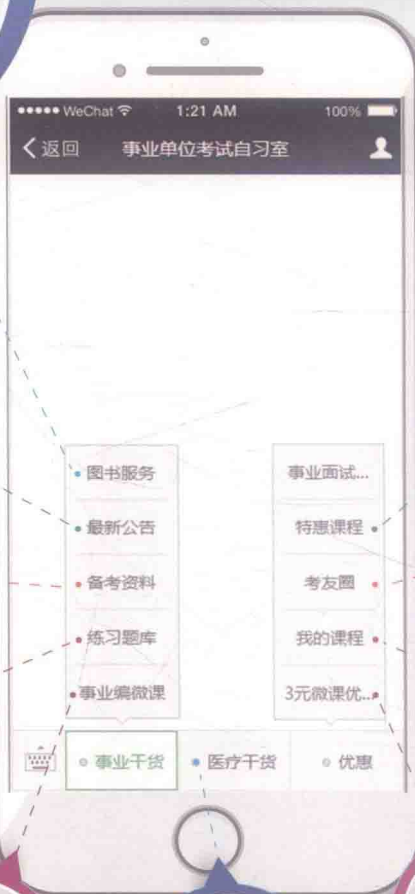 WeChat 1:21 AM 100%
返回 事业单位考试自习室
图书服务
最新公告
备考资料
练习题库
事业编微课
事业面试...
特惠课程
考友圈
我的课程
3元微课优...
事业干货 医疗干货 优惠